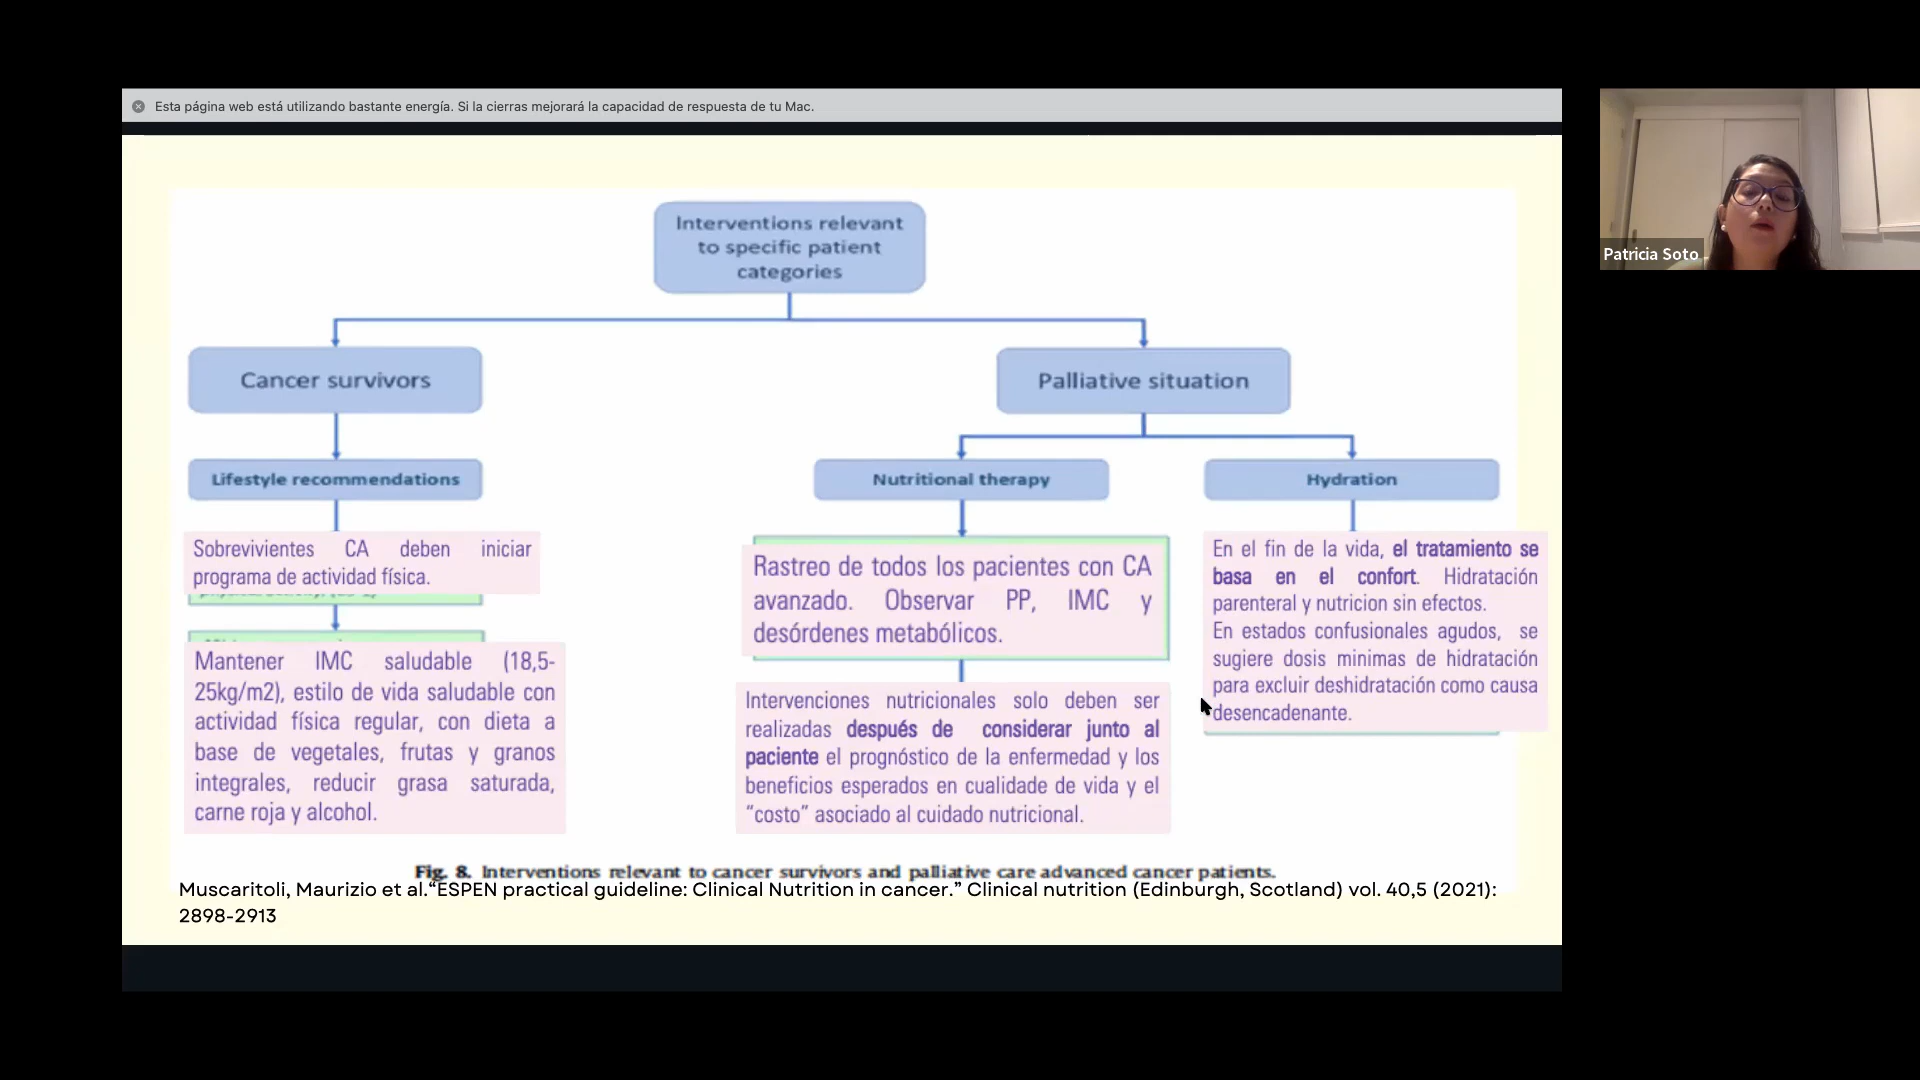 Esta página web está utilizando bastante energía. Si la cierras mejorará la capacidad de respuesta de tu Mac.
Patricia Soto
Interventions relevant
to specific patient
categories
Cancer survivors
Palliative situation
Lifestyle recommendations
Nutritional therapy
Hydration
Sobrevivientes CA deben iniciar
programa de actividad física.
Mantener IMC saludable (18,5-
25kg/m2), estilo de vida saludable con
actividad física regular, con dieta a
base de vegetales, frutas y granos
integrales, reducir grasa saturada,
carne roja y alcohol.
Rastreo de todos los pacientes con CA
avanzado. Observar PP, IMC y
desórdenes metabólicos.
Intervenciones nutricionales solo deben ser
realizadas después de considerar junto al
paciente el prognóstico de la enfermedad y los
beneficios esperados en cualidade de vida y el
“costo” asociado al cuidado nutricional.
En el fin de la vida, el tratamiento se
basa en el confort. Hidratación
parenteral y nutricion sin efectos.
En estados confusionales agudos, se
sugiere dosis minimas de hidratación
para excluir deshidratación como causa
desencadenante.
Fig. 8. Interventions relevant to cancer survivors and palliative care advanced cancer patients.
Muscaritoli, Maurizio et al.“ESPEN practical guideline: Clinical Nutrition in cancer.” Clinical nutrition (Edinburgh, Scotland) vol. 40,5 (2021):
2898-2913